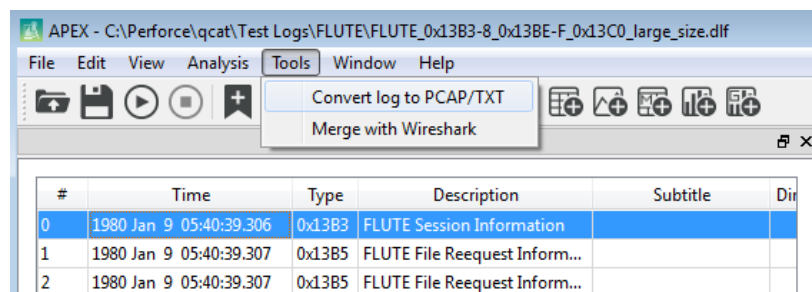 APEX - C:\Perforce\qcat\Test Logs\FLUTE\FLUTE_0x13B3-8_0x13BE-F_0x13C0_large_size.dlf
File Edit View Analysis Tools Window Help
Convert log to PCAP/TXT
Merge with Wireshark
# Time Type Description Subtitle Dir
0 1980 Jan 9 05:40:39.306 0x13B3 FLUTE Session Information
1 1980 Jan 9 05:40:39.307 0x13B5 FLUTE File Reequest Inform...
2 1980 Jan 9 05:40:39.307 0x13B5 FLUTE File Reequest Inform...